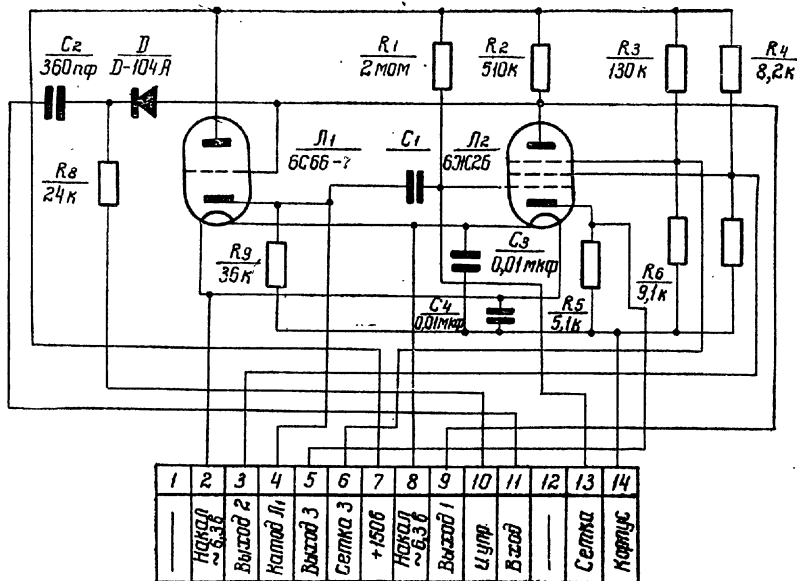 C2
360пф
D
D-104А
R1
2мом
R2
510к
R3
130к
R4
8,2к
Л1
6С6б-
C1
Л2
6Ж2б
R8
24к
R9
36к
C3
0,01мкф
C4
0,01мкф
R5
5,1к
R6
9,1к
1 2 3 4 5 6 7 8 9 10 11 12 13 14
—
Накал ~6,3в
Выход 2
Катод Л1
Выход 3
Сетка 3
+150в
Накал ~6,3в
Выход 1
Uупр.
Вход
—
Сетка
Корпус